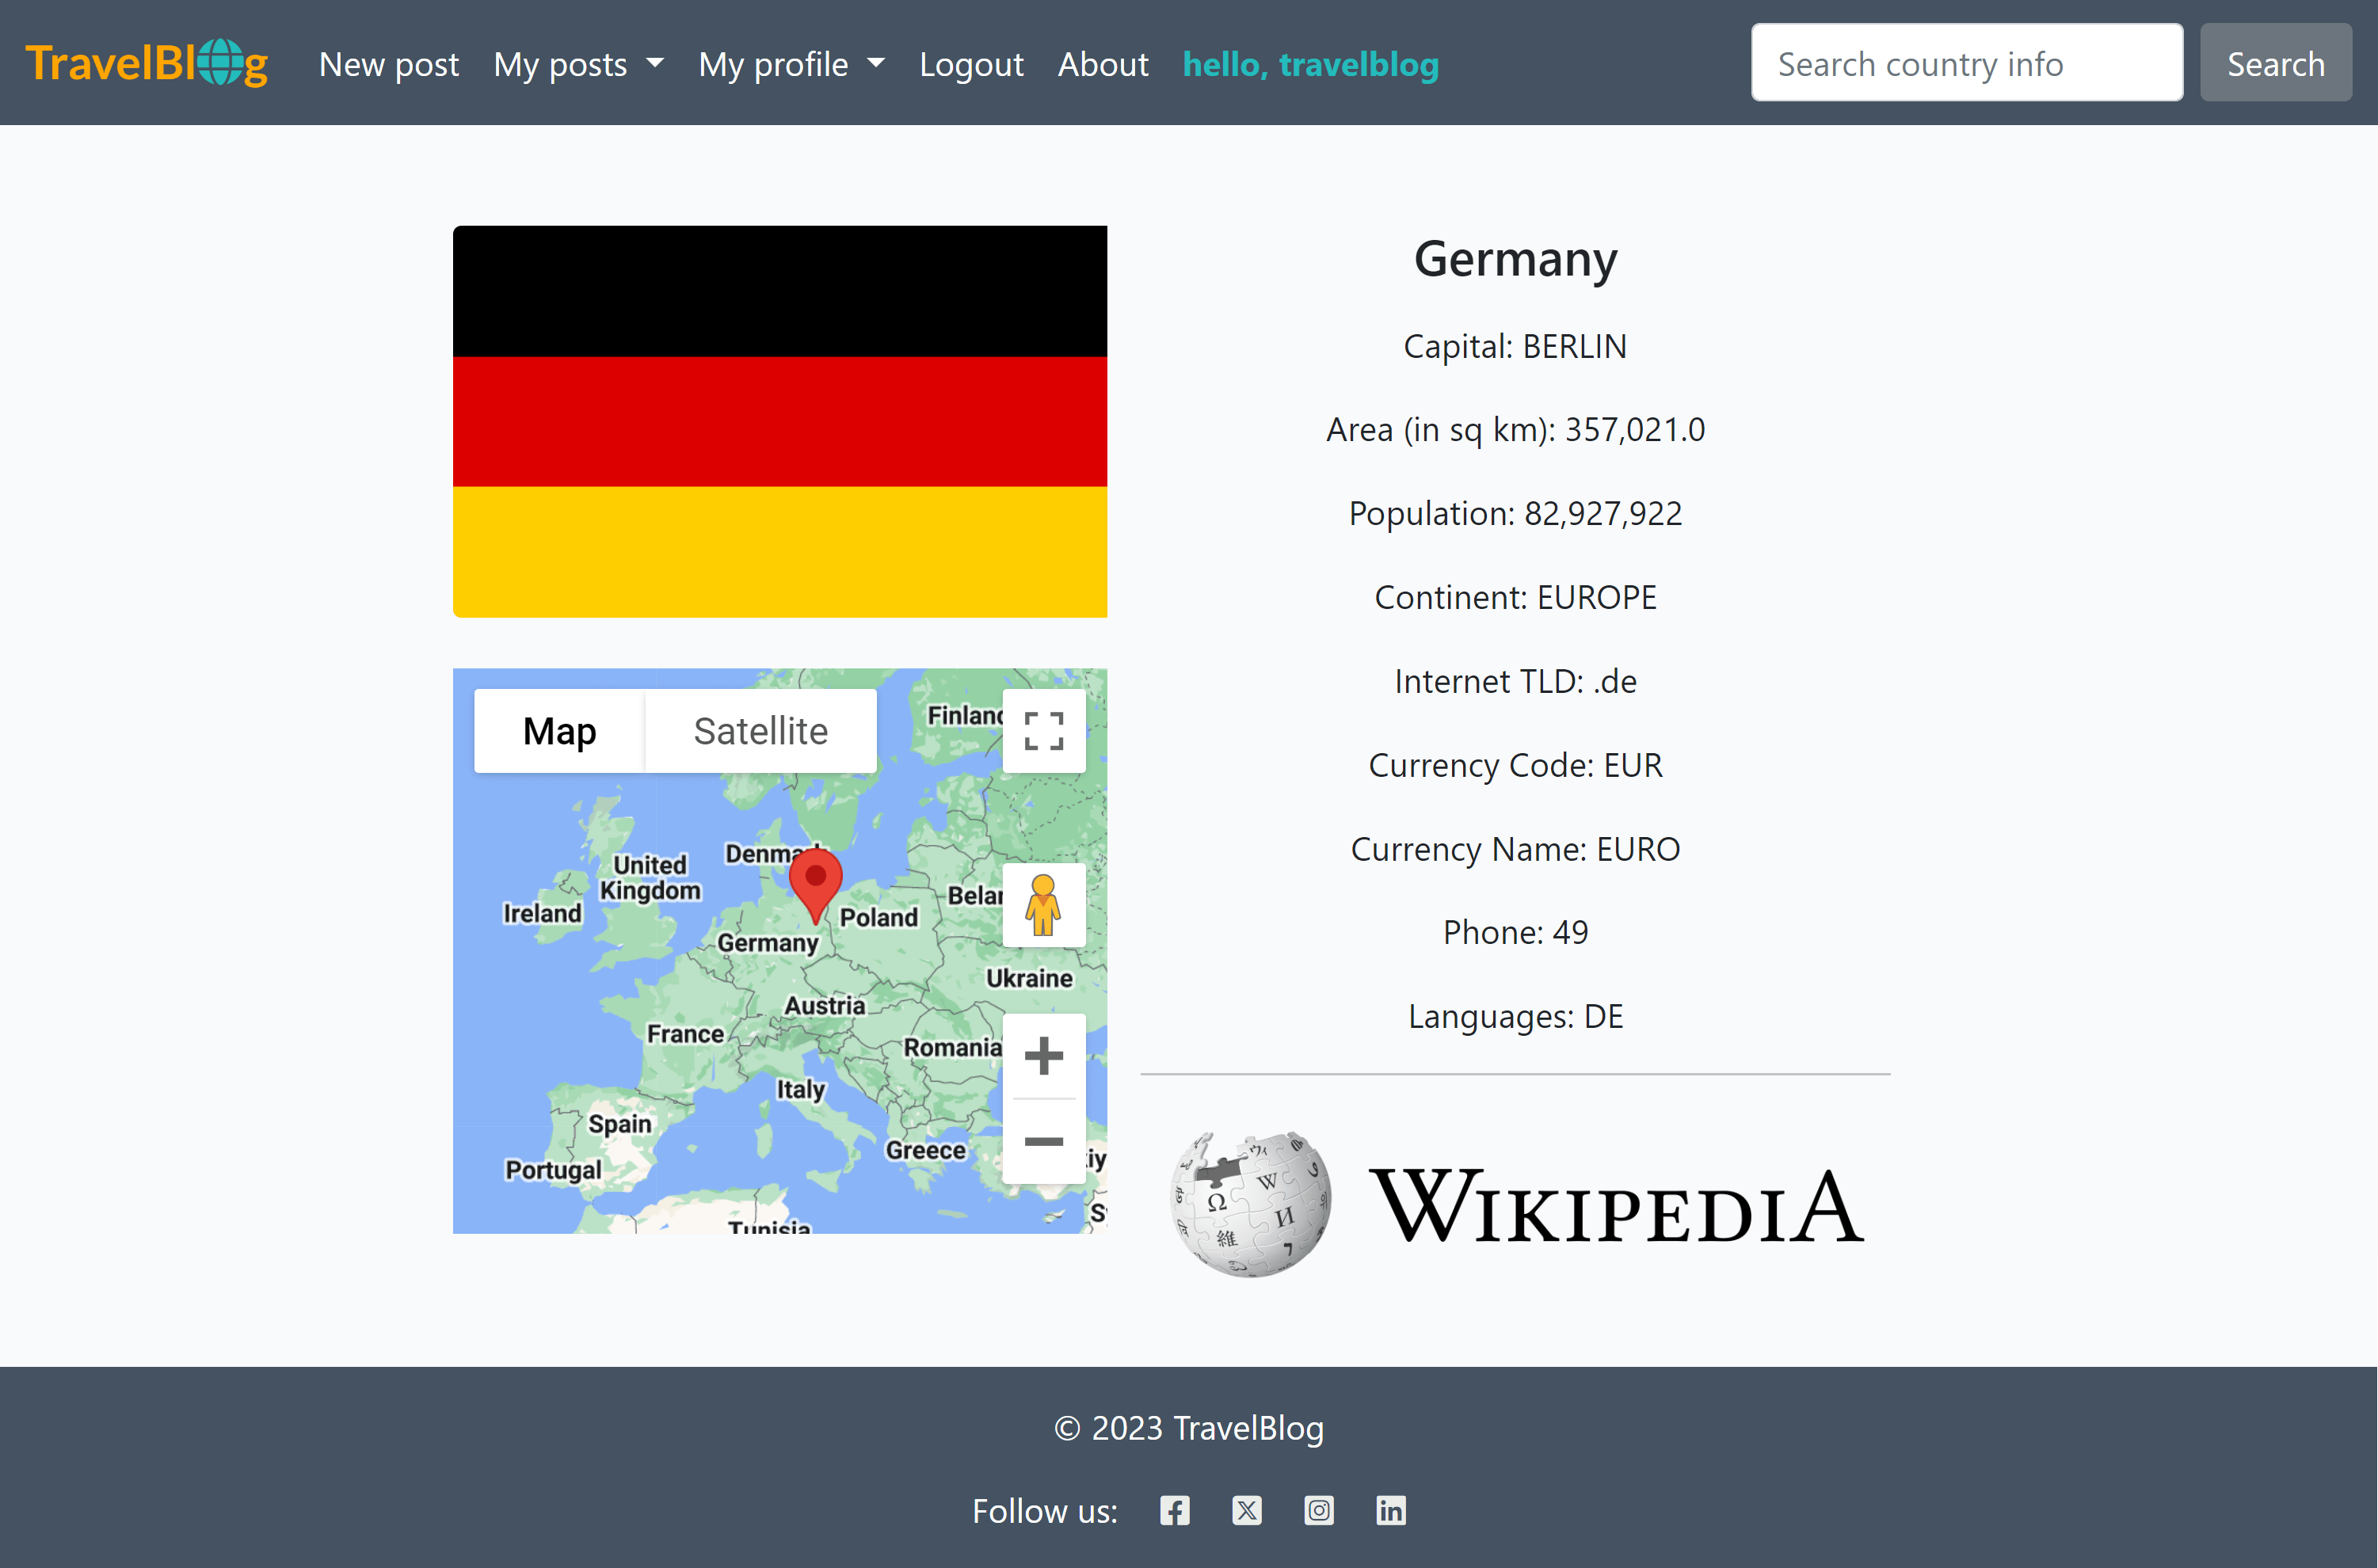 TravelBlog
New post
My posts
My profile
Logout
About
hello, travelblog
Search country info
Search
Germany
Capital: BERLIN
Area (in sq km): 357,021.0
Population: 82,927,922
Continent: EUROPE
Internet TLD: .de
Currency Code: EUR
Currency Name: EURO
Phone: 49
Languages: DE
Map
Satellite
Finland
Denmark
United
Kingdom
Ireland
Poland
Belar
Germany
Ukraine
Austria
France
Romania
Italy
Spain
Greece
Portugal
Tunisia
WIKIPEDIA
© 2023 TravelBlog
Follow us: